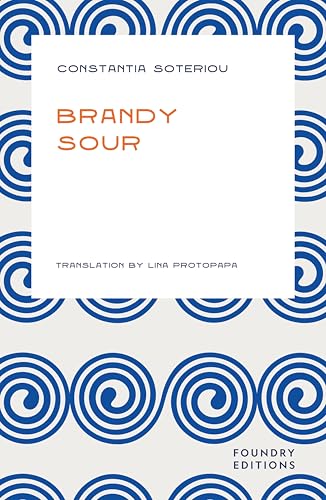 CONSTANTIA SOTERIOU
BRANDY
SOUR
TRANSLATION BY LINA PROTOPAPA
FOUNDRY
EDITIONS